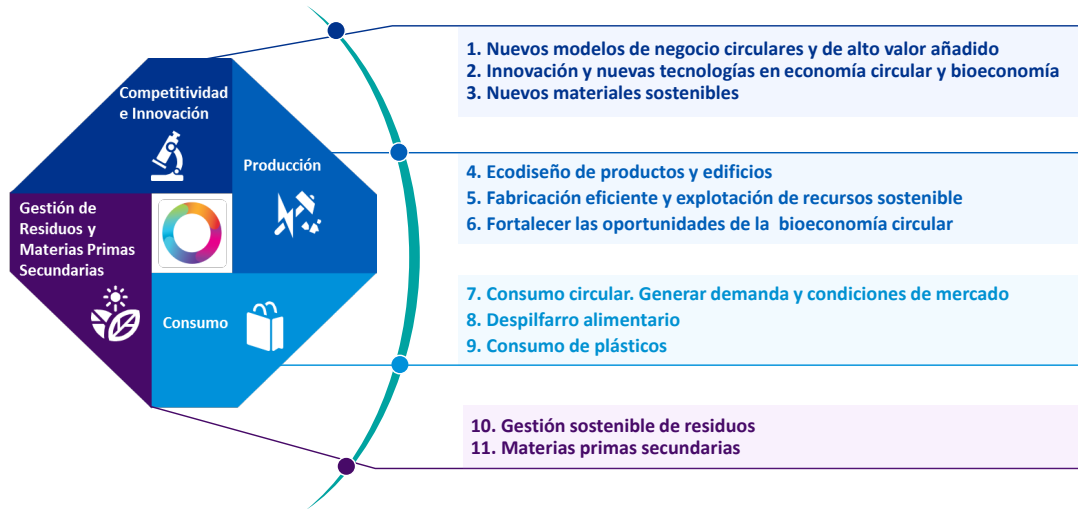 Competitividad
e Innovación
Producción
Gestión de
Residuos y
Materias Primas
Secundarias
Consumo
1. Nuevos modelos de negocio circulares y de alto valor añadido
2. Innovación y nuevas tecnologías en economía circular y bioeconomía
3. Nuevos materiales sostenibles
4. Ecodiseño de productos y edificios
5. Fabricación eficiente y explotación de recursos sostenible
6. Fortalecer las oportunidades de la bioeconomía circular
7. Consumo circular. Generar demanda y condiciones de mercado
8. Despilfarro alimentario
9. Consumo de plásticos
10. Gestión sostenible de residuos
11. Materias primas secundarias